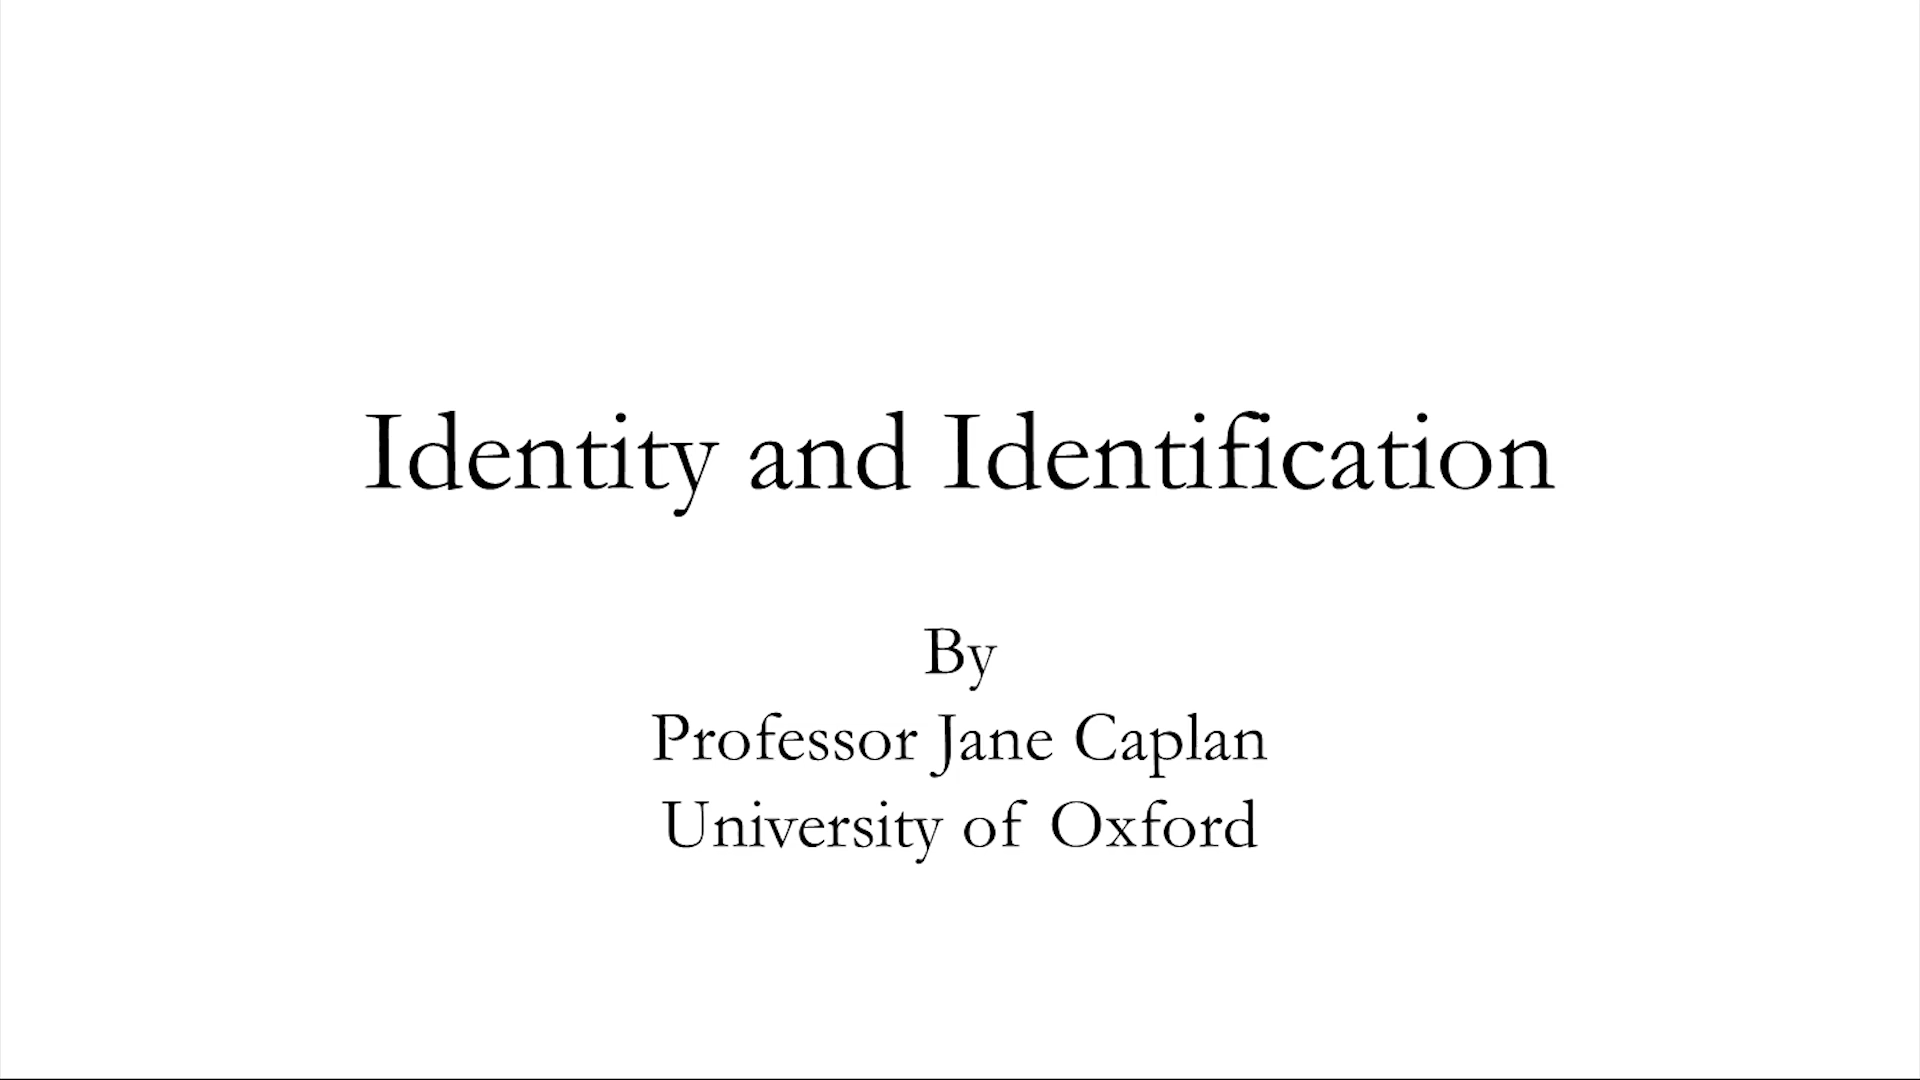 Identity and Identification
By
Professor Jane Caplan
University of Oxford